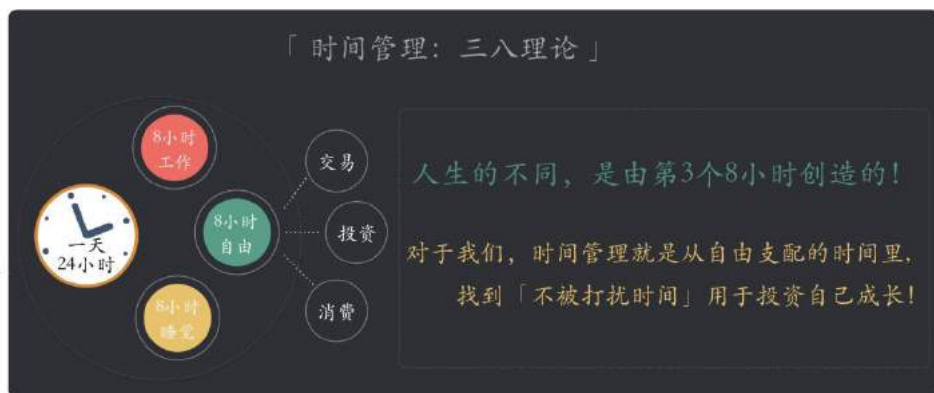 「时间管理：三八理论」
8小时
工作
交易
一天
24小时
8小时
自由
投资
8小时
睡觉
消费
人生的不同，是由第3个8小时创造的！
对于我们，时间管理就是从自由支配的时间里，
找到「不被打扰时间」用于投资自己成长！